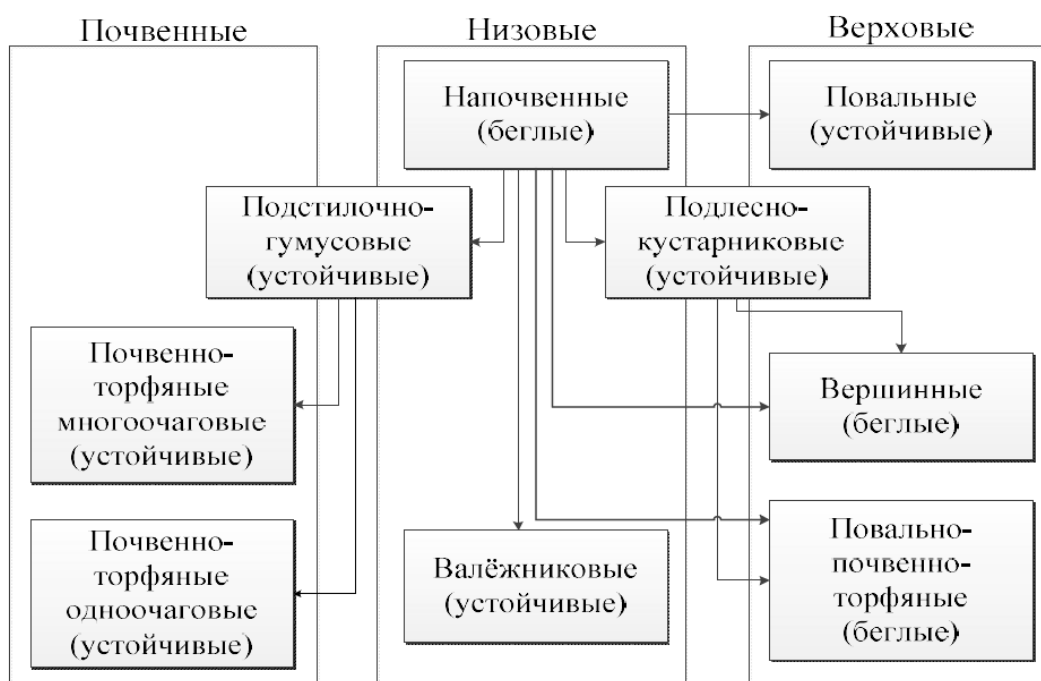 Почвенные
Низовые
Верховые
Напочвенные
(беглые)
Повальные
(устойчивые)
Подстилочно-
гумусовые
(устойчивые)
Подлесно-
кустарниковые
(устойчивые)
Почвенно-
торфяные
многоочаговые
(устойчивые)
Вершинные
(беглые)
Почвенно-
торфяные
одноочаговые
(устойчивые)
Валёжниковые
(устойчивые)
Повально-
почвенно-
торфяные
(беглые)